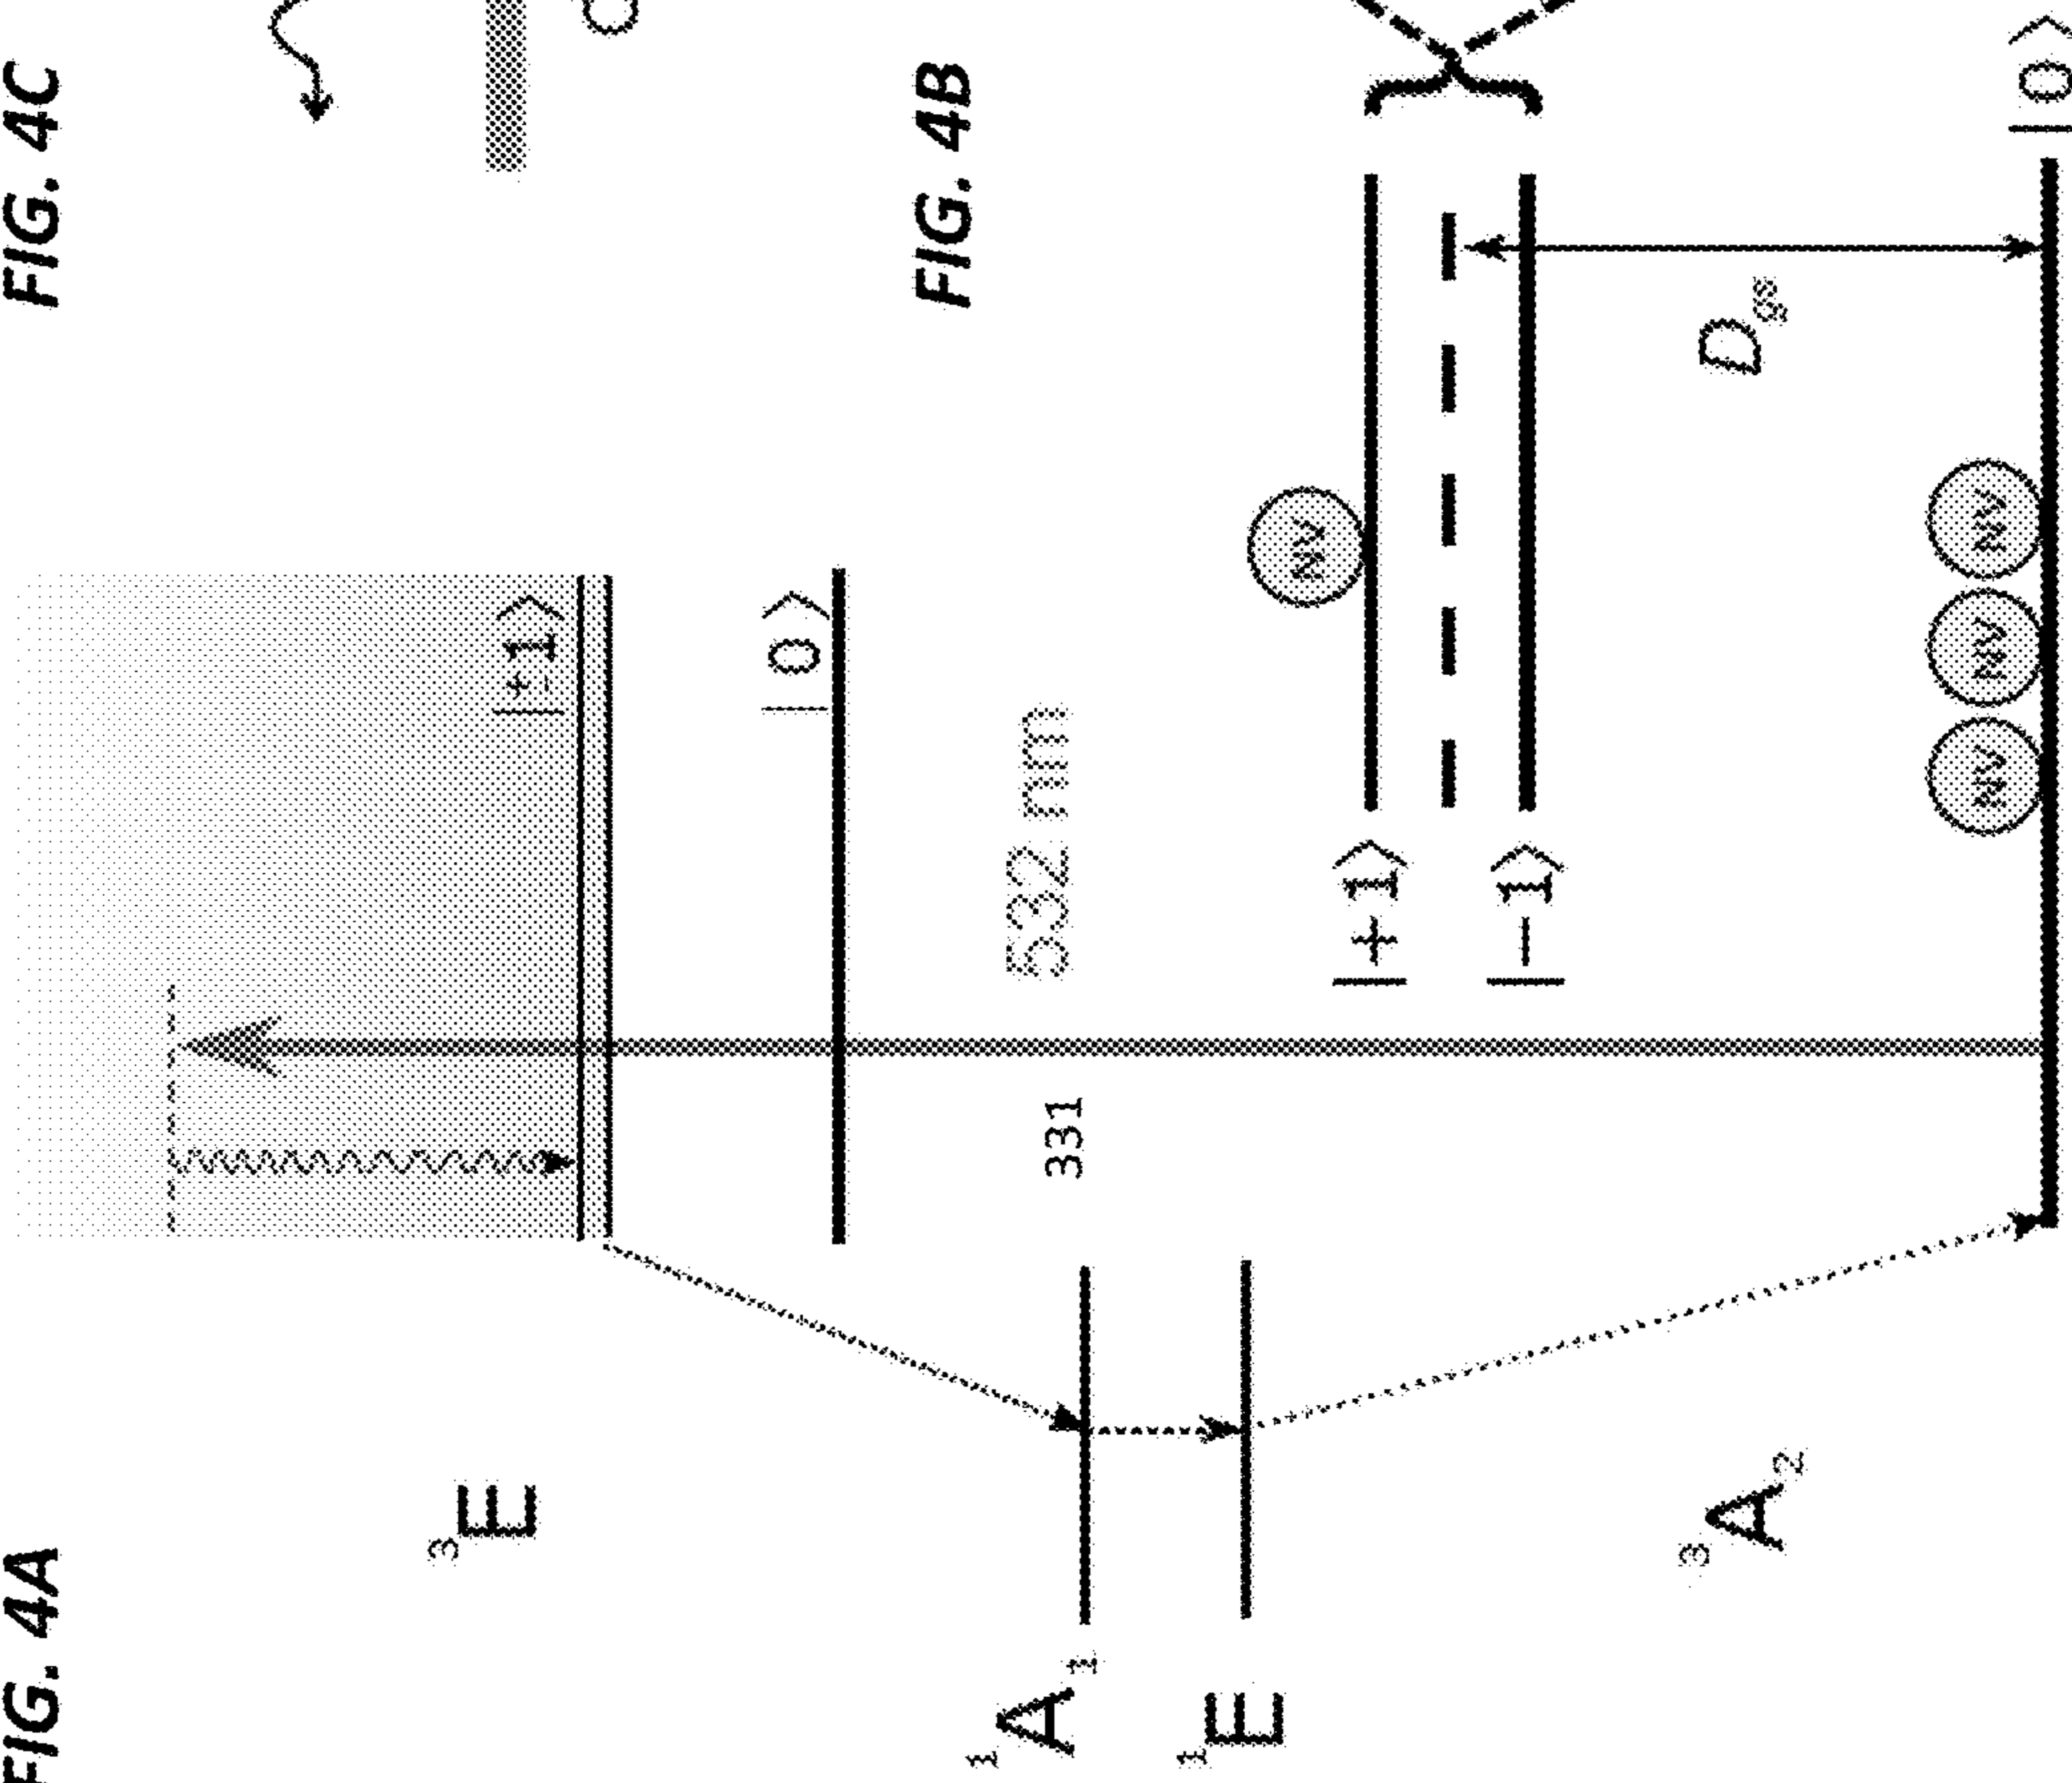 FIG. 4A
FIG. 4C
³E
|±1⟩
|0⟩
FIG. 4B
¹A₁
331
532 nm
¹E
NV
|+1⟩
|−1⟩
³A₂
D_gs
NV NV NV
|0⟩